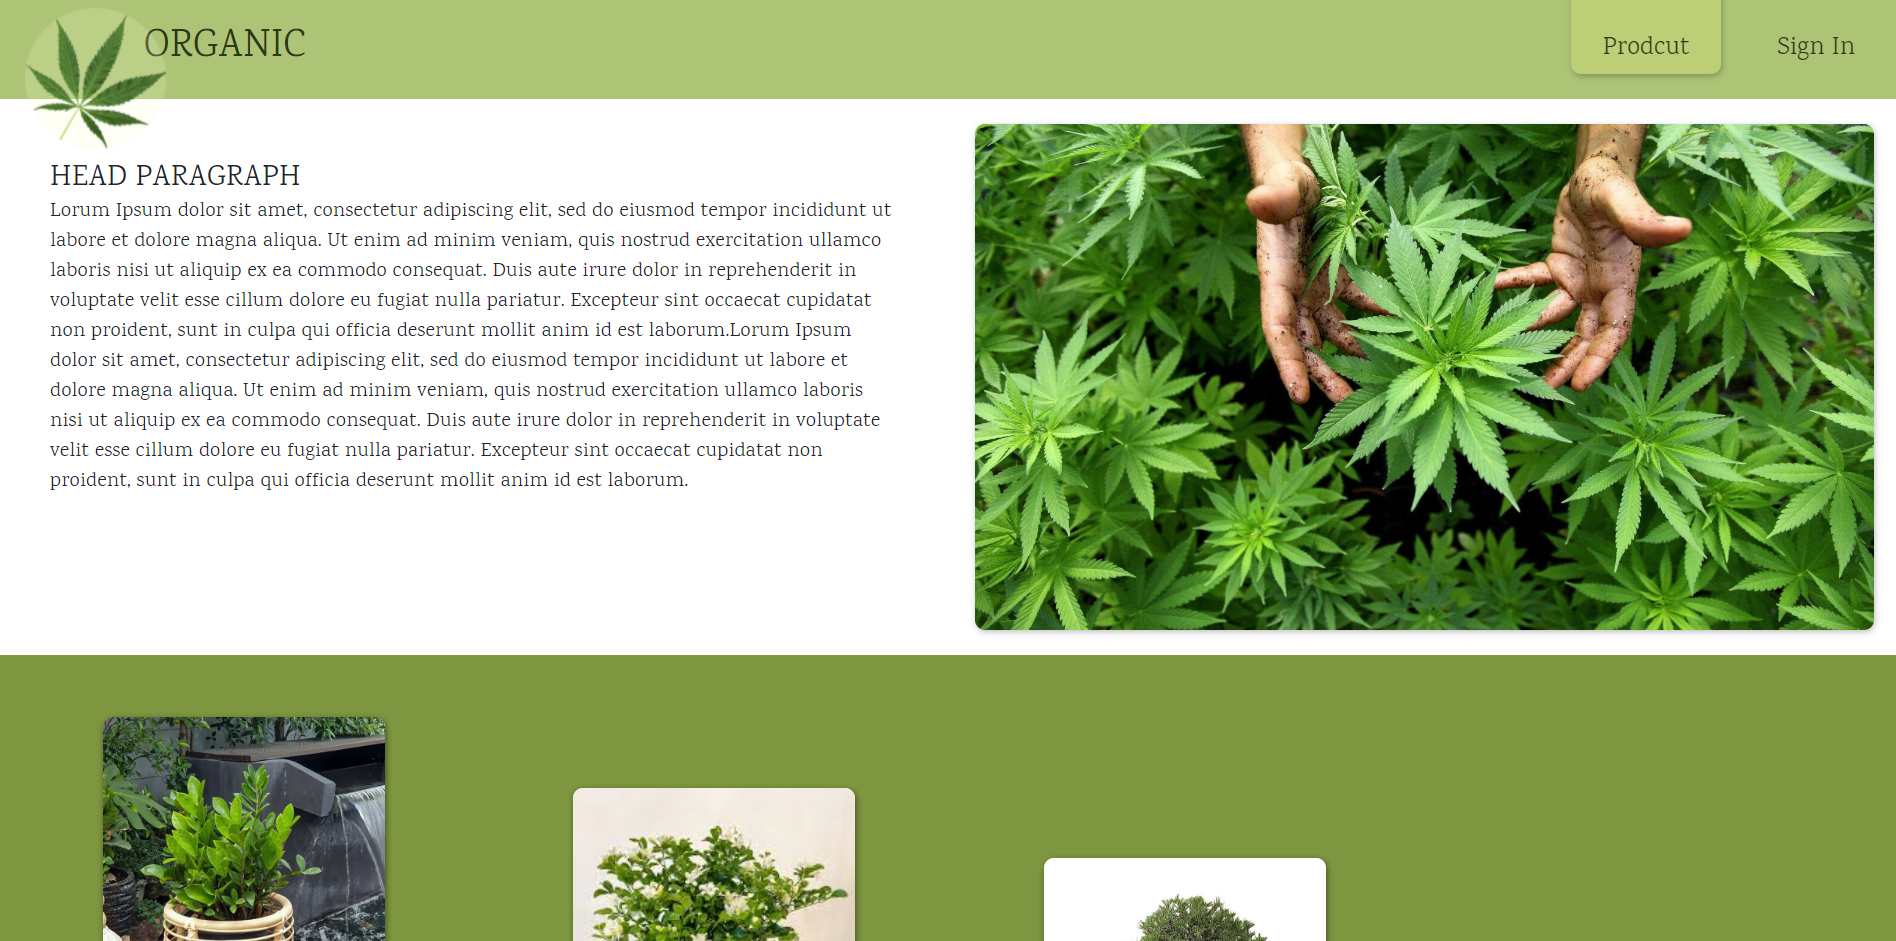 ORGANIC
Prodcut
Sign In
HEAD PARAGRAPH
Lorum Ipsum dolor sit amet, consectetur adipiscing elit, sed do eiusmod tempor incididunt ut
labore et dolore magna aliqua. Ut enim ad minim veniam, quis nostrud exercitation ullamco
laboris nisi ut aliquip ex ea commodo consequat. Duis aute irure dolor in reprehenderit in
voluptate velit esse cillum dolore eu fugiat nulla pariatur. Excepteur sint occaecat cupidatat
non proident, sunt in culpa qui officia deserunt mollit anim id est laborum.Lorum Ipsum
dolor sit amet, consectetur adipiscing elit, sed do eiusmod tempor incididunt ut labore et
dolore magna aliqua. Ut enim ad minim veniam, quis nostrud exercitation ullamco laboris
nisi ut aliquip ex ea commodo consequat. Duis aute irure dolor in reprehenderit in voluptate
velit esse cillum dolore eu fugiat nulla pariatur. Excepteur sint occaecat cupidatat non
proident, sunt in culpa qui officia deserunt mollit anim id est laborum.